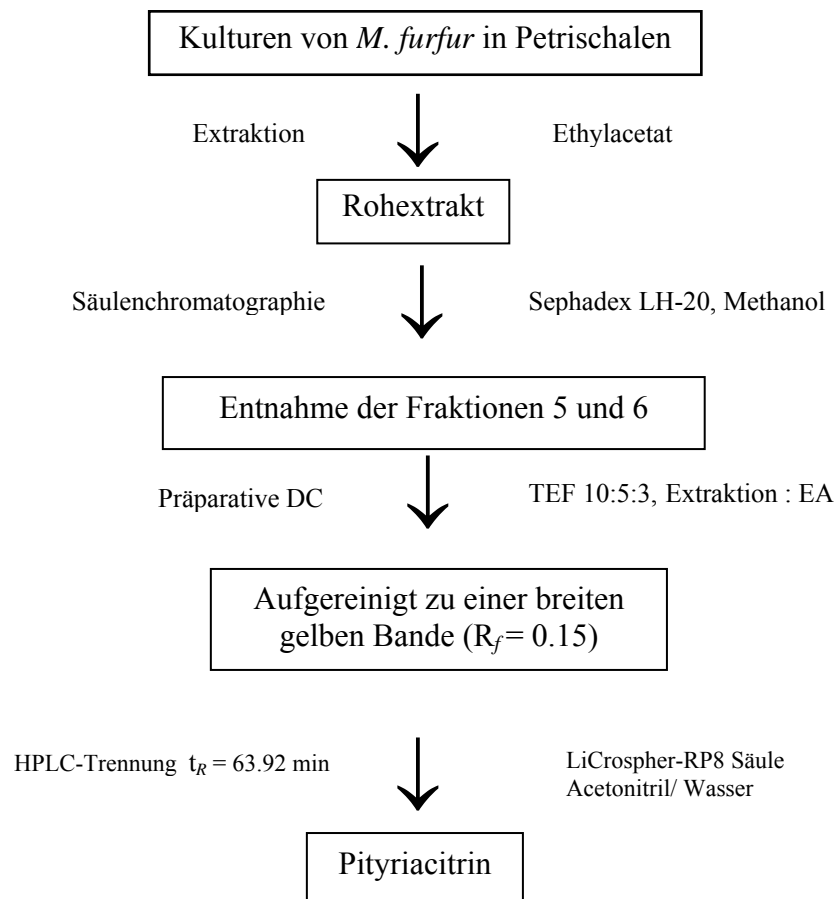 Kulturen von M. furfur in Petrischalen
Extraktion
Ethylacetat
Rohextrakt
Säulenchromatographie
Sephadex LH-20, Methanol
Entnahme der Fraktionen 5 und 6
Präparative DC
TEF 10:5:3, Extraktion : EA
Aufgereinigt zu einer breiten
gelben Bande (Rf = 0.15)
HPLC-Trennung tR = 63.92 min
LiCrospher-RP8 Säule
Acetonitril/ Wasser
Pityriacitrin